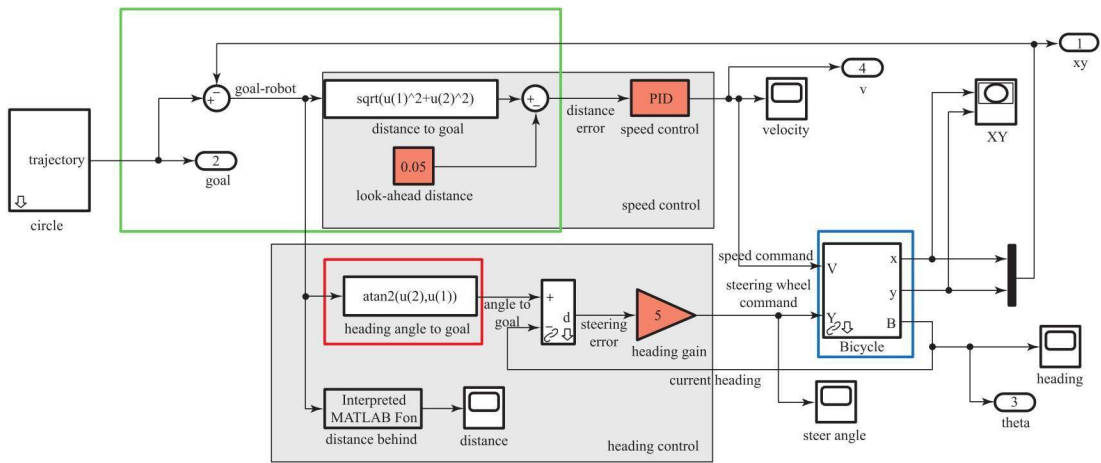 1
xy
−
+
goal-robot
sqrt(u(1)^2+u(2)^2)
distance to goal
+
−
distance
error
PID
speed control
4
v
velocity
XY
trajectory
circle
2
goal
0.05
look-ahead distance
speed control
atan2(u(2),u(1))
heading angle to goal
angle to
goal
+
−
d
steering
error
5
heading gain
speed command
steering wheel
command
V
Y
x
y
B
Bicycle
current heading
heading
Interpreted
MATLAB Fon
distance behind
distance
heading control
steer angle
3
theta